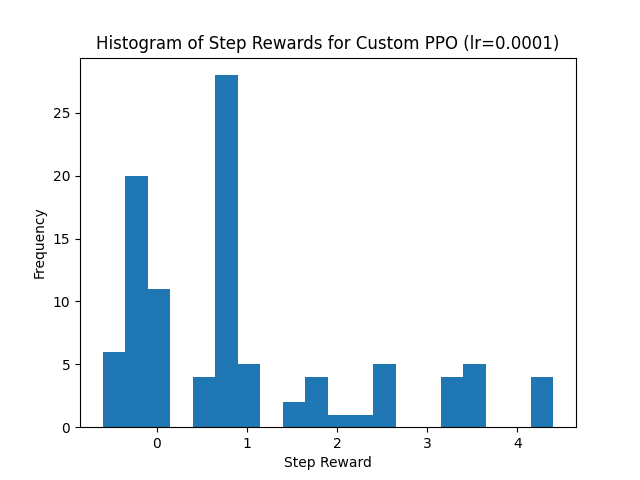 Histogram of Step Rewards for Custom PPO (lr=0.0001)
25
20
15
10
5
0
Frequency
0 1 2 3 4
Step Reward